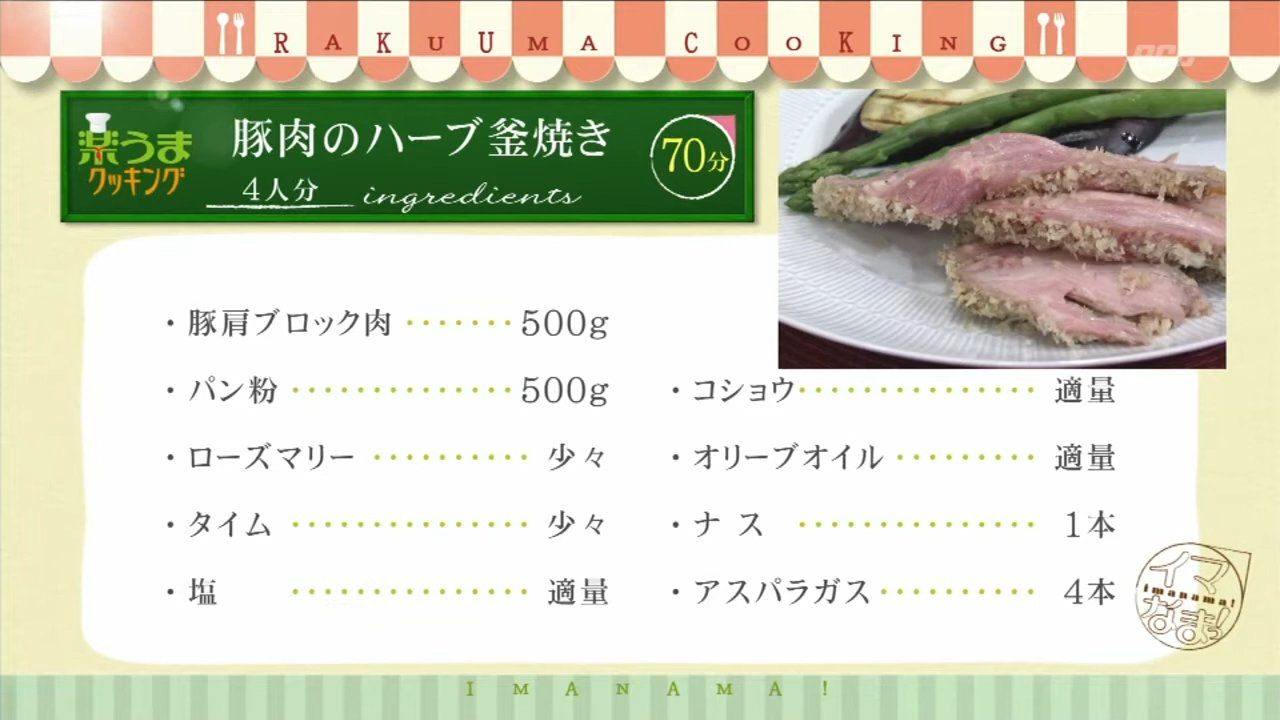 RAKUUMA COOKING
RCC
楽うま
クッキング
豚肉のハーブ釜焼き
4人分 ingredients
70分
・豚肩ブロック肉 ・・・・・・・ 500g
・パン粉 ・・・・・・・・・・・・・・ 500g
・ローズマリー ・・・・・・・・・・ 少々
・タイム ・・・・・・・・・・・・・・ 少々
・塩 ・・・・・・・・・・・・・・ 適量
・コショウ・・・・・・・・・・・・・・ 適量
・オリーブオイル ・・・・・・・・・ 適量
・ナス ・・・・・・・・・・・・・・ 1本
・アスパラガス・・・・・・・・・・ 4本
イマ
imanama!
なまっ!
IMANAMA!